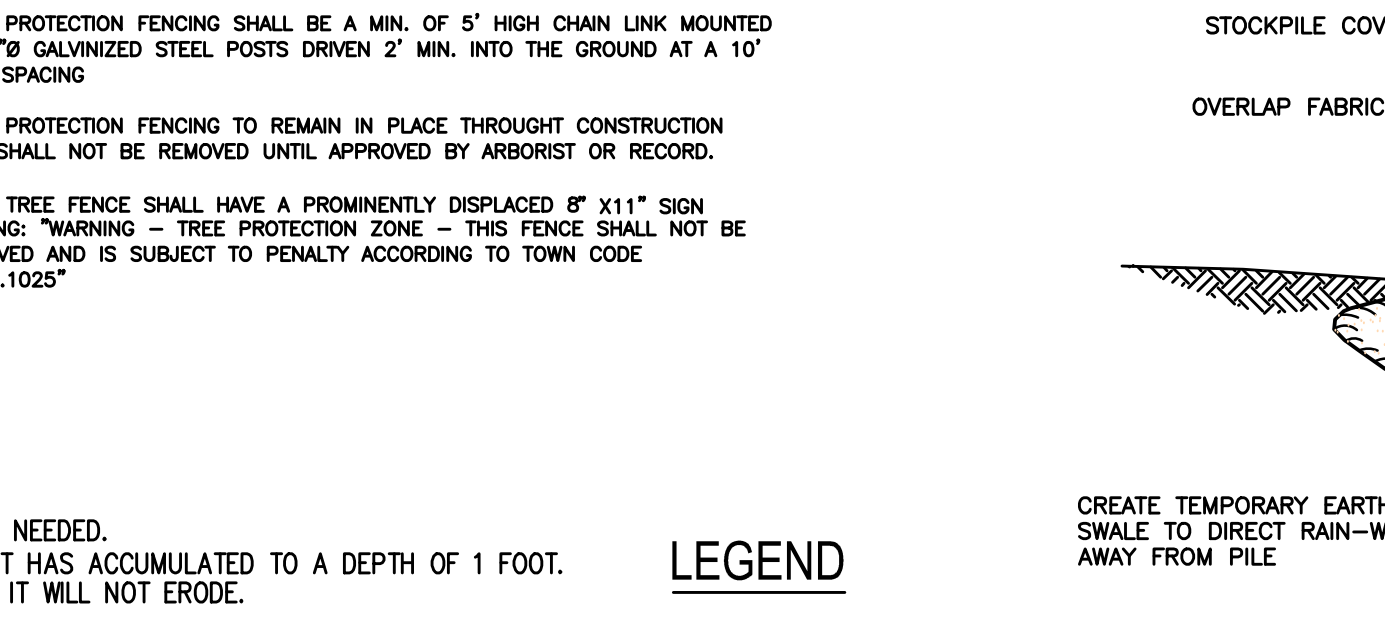 PROTECTION FENCING SHALL BE A MIN. OF 5' HIGH CHAIN LINK MOUNTED
"Ø GALVINIZED STEEL POSTS DRIVEN 2' MIN. INTO THE GROUND AT A 10'
SPACING
PROTECTION FENCING TO REMAIN IN PLACE THROUGHT CONSTRUCTION
SHALL NOT BE REMOVED UNTIL APPROVED BY ARBORIST OR RECORD.
TREE FENCE SHALL HAVE A PROMINENTLY DISPLACED 8" X11" SIGN
NG: "WARNING – TREE PROTECTION ZONE – THIS FENCE SHALL NOT BE
VED AND IS SUBJECT TO PENALTY ACCORDING TO TOWN CODE
.1025"
NEEDED.
T HAS ACCUMULATED TO A DEPTH OF 1 FOOT.
IT WILL NOT ERODE.
LEGEND
STOCKPILE COV
OVERLAP FABRIC
CREATE TEMPORARY EARTH
SWALE TO DIRECT RAIN–W
AWAY FROM PILE